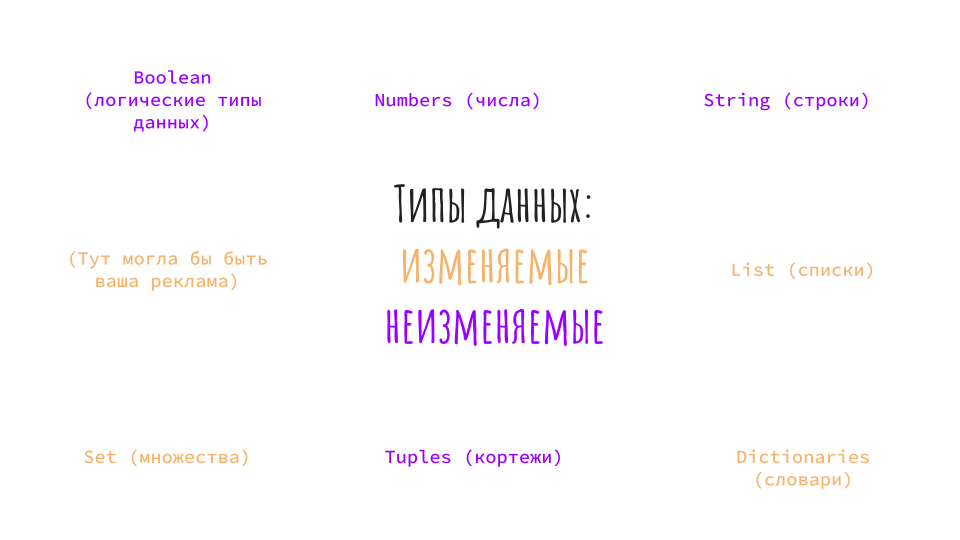 Boolean
(логические типы
данных)
Numbers (числа)
String (строки)
Типы данных:
изменяемые
неизменяемые
(Тут могла бы быть
ваша реклама)
List (списки)
Set (множества)
Tuples (кортежи)
Dictionaries
(словари)